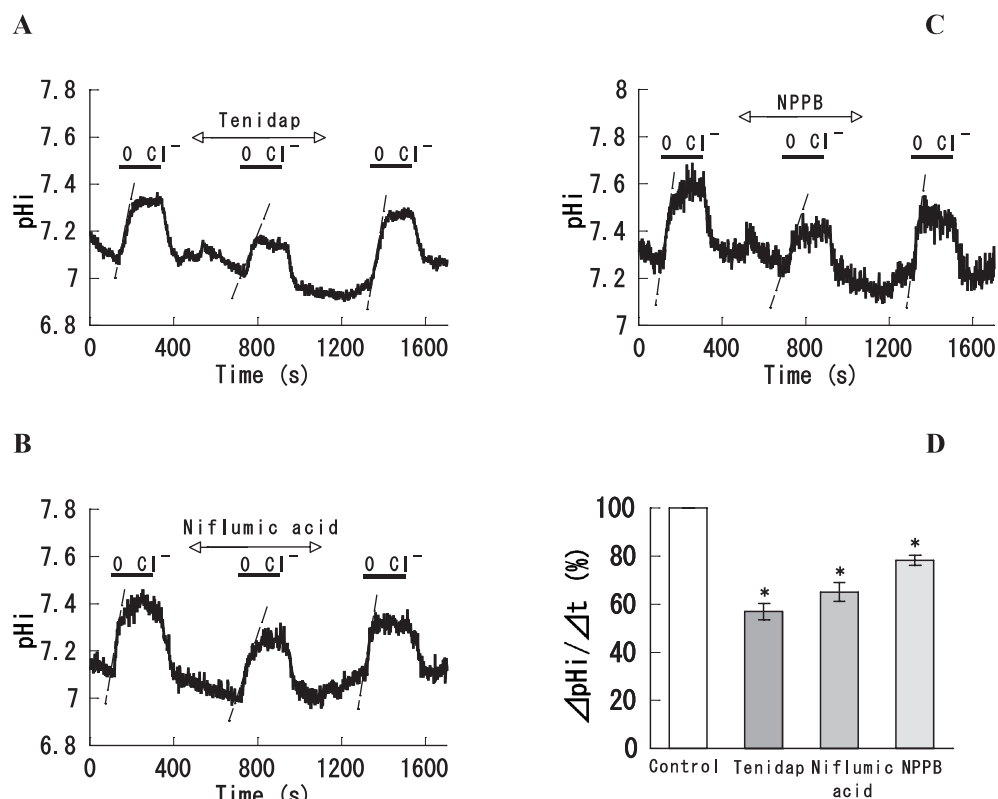 A
7.8
7.6
7.4
7.2
7
6.8
pHi
Tenidap
0 Cl⁻
0 Cl⁻
0 Cl⁻
0 400 800 1200 1600
Time (s)
B
7.8
7.6
7.4
7.2
7
6.8
pHi
Niflumic acid
0 Cl⁻
0 Cl⁻
0 Cl⁻
0 400 800 1200 1600
Time (s)
C
8
7.8
7.6
7.4
7.2
7
pHi
NPPB
0 Cl⁻
0 Cl⁻
0 Cl⁻
0 400 800 1200 1600
Time (s)
D
100
80
60
40
20
0
⊿pHi/⊿t (%)
*
*
*
Control Tenidap Niflumic NPPB
acid